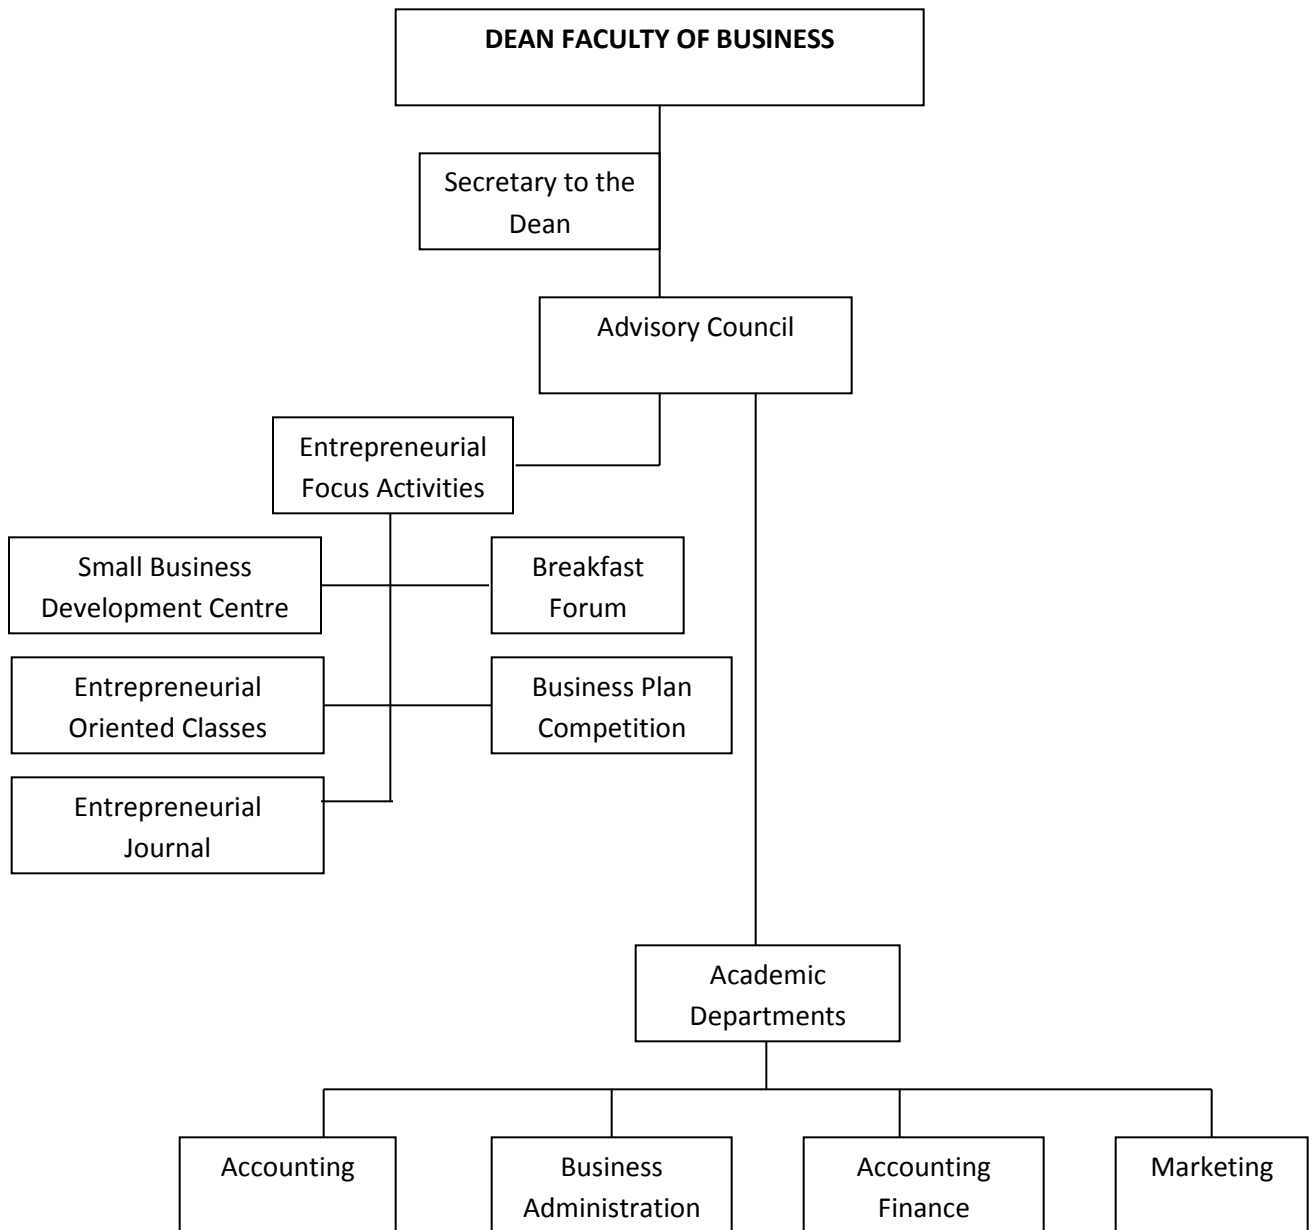 DEAN FACULTY OF BUSINESS
Secretary to the
Dean
Advisory Council
Entrepreneurial
Focus Activities
Small Business
Development Centre
Breakfast
Forum
Entrepreneurial
Oriented Classes
Business Plan
Competition
Entrepreneurial
Journal
Academic
Departments
Accounting
Business
Administration
Accounting
Finance
Marketing